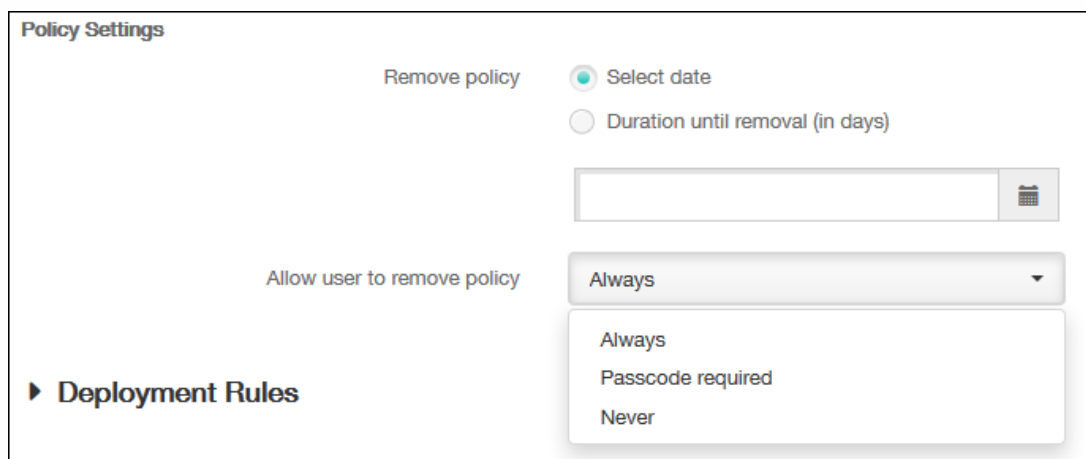 Policy Settings
Remove policy
Select date
Duration until removal (in days)
Allow user to remove policy
Always
Always
Passcode required
Never
Deployment Rules